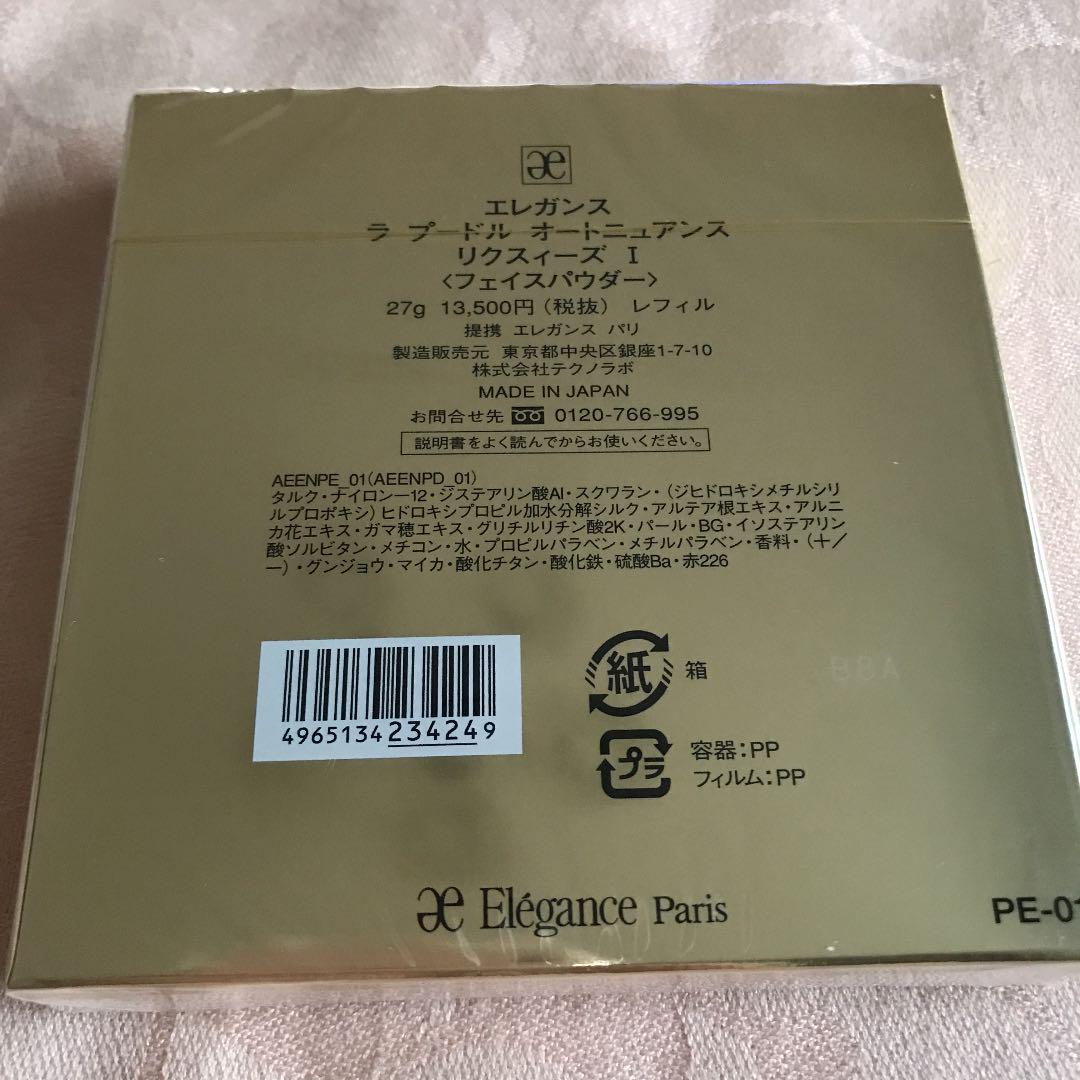 æ
エレガンス
ラ プードル オートニュアンス
リクスィーズ I
〈フェイスパウダー〉
27g 13,500円(税抜) レフィル
提携 エレガンス パリ
製造販売元 東京都中央区銀座1-7-10
株式会社テクノラボ
MADE IN JAPAN
お問合せ先 0120-766-995
説明書をよく読んでからお使いください。
AEENPE_01(AEENPD_01)
タルク・ナイロン−12・ジステアリン酸Al・スクワラン・(ジヒドロキシメチルシリ
ルプロポキシ)ヒドロキシプロピル加水分解シルク・アルテア根エキス・アルニ
カ花エキス・ガマ穂エキス・グリチルリチン酸2K・パール・BG・イソステアリン
酸ソルビタン・メチコン・水・プロピルパラベン・メチルパラベン・香料・(+/
−)・グンジョウ・マイカ・酸化チタン・酸化鉄・硫酸Ba・赤226
4965134234249
紙 箱
プラ 容器:PP
フィルム:PP
BBA
æ Elégance Paris
PE-01